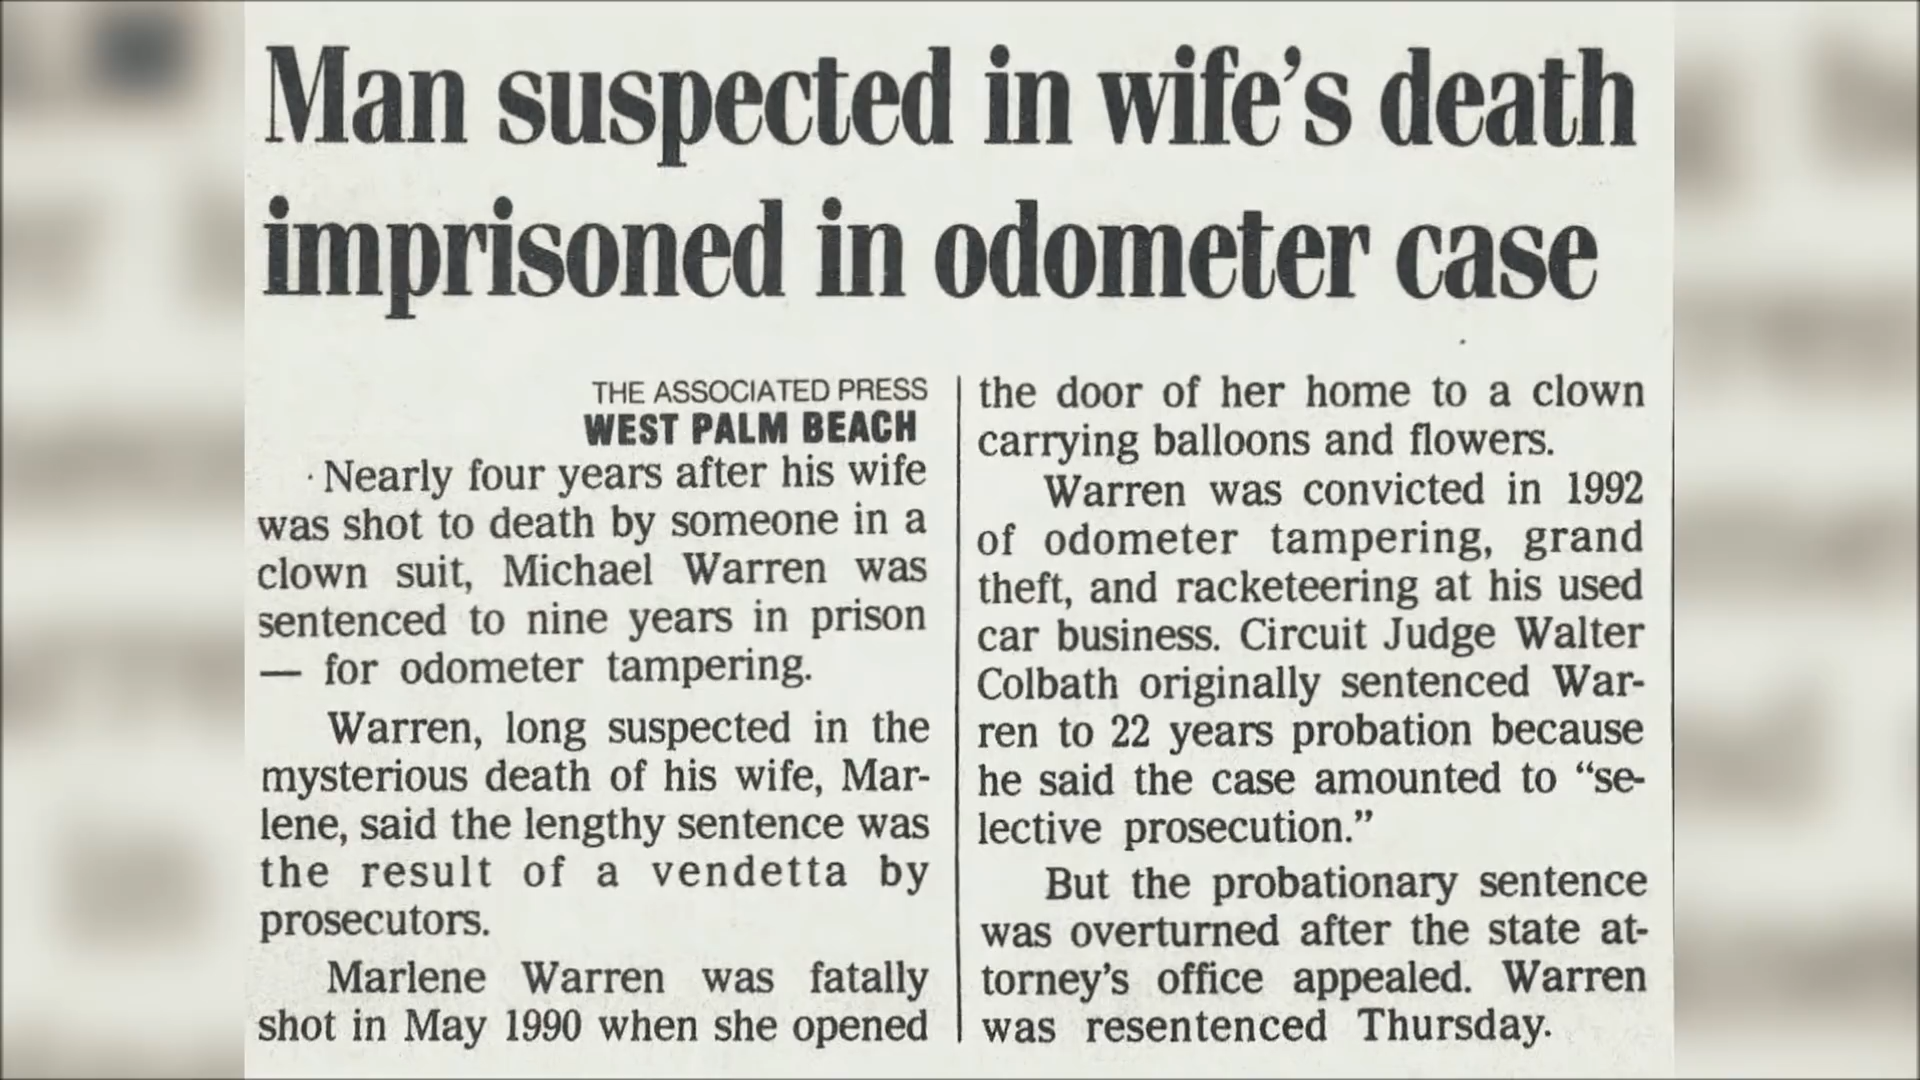 Man suspected in wife's death
imprisoned in odometer case
THE ASSOCIATED PRESS
WEST PALM BEACH
Nearly four years after his wife
was shot to death by someone in a
clown suit, Michael Warren was
sentenced to nine years in prison
— for odometer tampering.
Warren, long suspected in the
mysterious death of his wife, Mar-
lene, said the lengthy sentence was
the result of a vendetta by
prosecutors.
Marlene Warren was fatally
shot in May 1990 when she opened
the door of her home to a clown
carrying balloons and flowers.
Warren was convicted in 1992
of odometer tampering, grand
theft, and racketeering at his used
car business. Circuit Judge Walter
Colbath originally sentenced War-
ren to 22 years probation because
he said the case amounted to “se-
lective prosecution.”
But the probationary sentence
was overturned after the state at-
torney's office appealed. Warren
was resentenced Thursday.